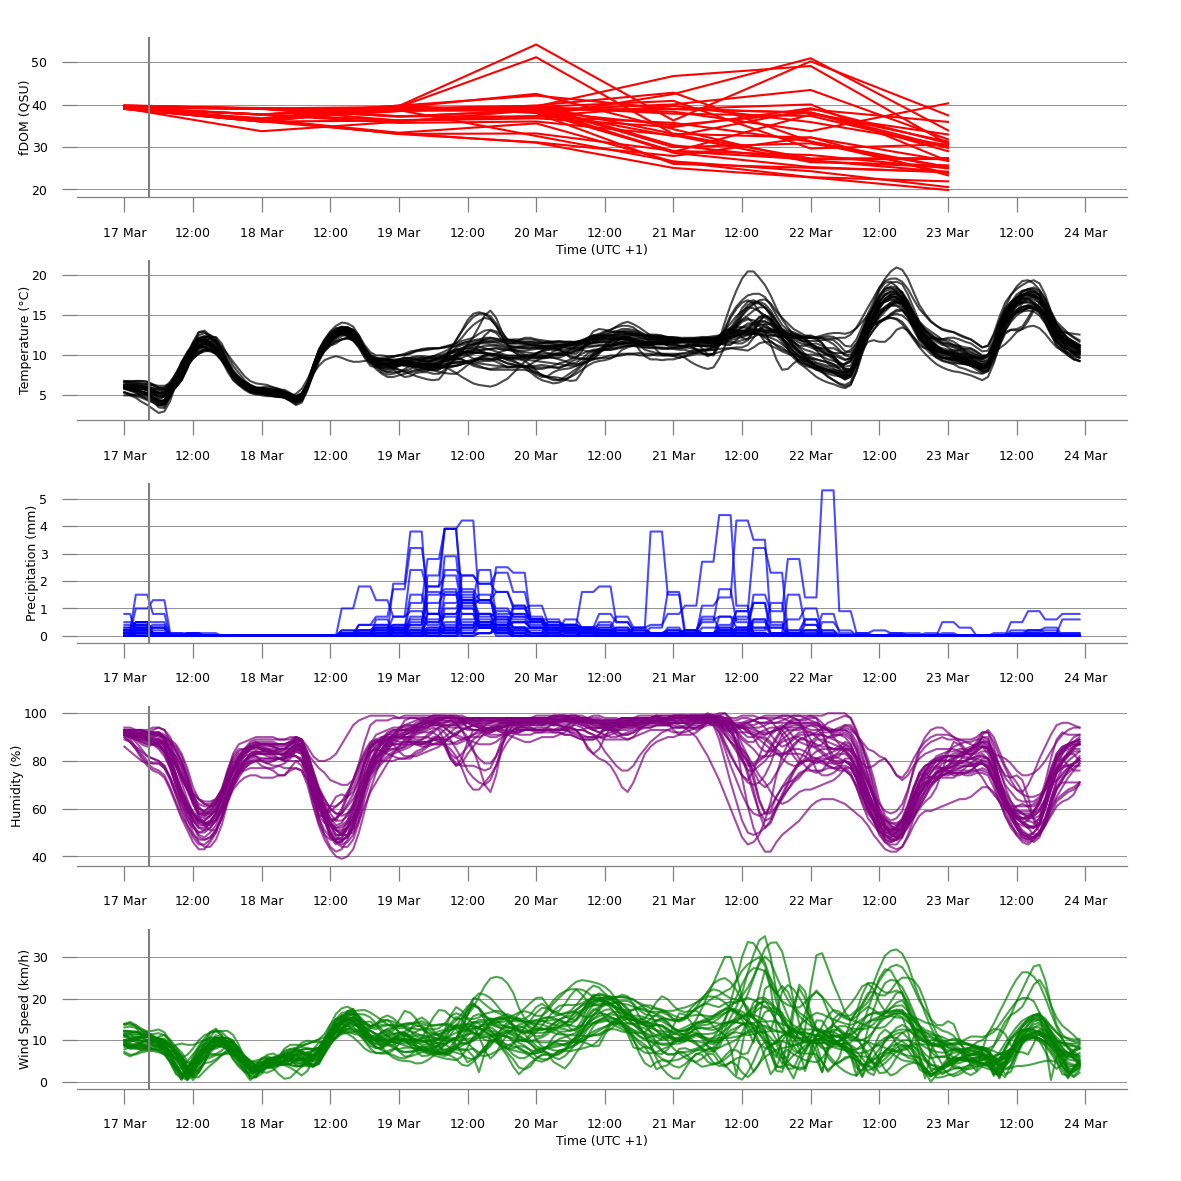 fDOM (QSU)
50
40
30
20
17 Mar 12:00 18 Mar 12:00 19 Mar 12:00 20 Mar 12:00 21 Mar 12:00 22 Mar 12:00 23 Mar 12:00 24 Mar
Time (UTC +1)
Temperature (°C)
20
15
10
5
17 Mar 12:00 18 Mar 12:00 19 Mar 12:00 20 Mar 12:00 21 Mar 12:00 22 Mar 12:00 23 Mar 12:00 24 Mar
Precipitation (mm)
5
4
3
2
1
0
17 Mar 12:00 18 Mar 12:00 19 Mar 12:00 20 Mar 12:00 21 Mar 12:00 22 Mar 12:00 23 Mar 12:00 24 Mar
Humidity (%)
100
80
60
40
17 Mar 12:00 18 Mar 12:00 19 Mar 12:00 20 Mar 12:00 21 Mar 12:00 22 Mar 12:00 23 Mar 12:00 24 Mar
Wind Speed (km/h)
30
20
10
0
17 Mar 12:00 18 Mar 12:00 19 Mar 12:00 20 Mar 12:00 21 Mar 12:00 22 Mar 12:00 23 Mar 12:00 24 Mar
Time (UTC +1)